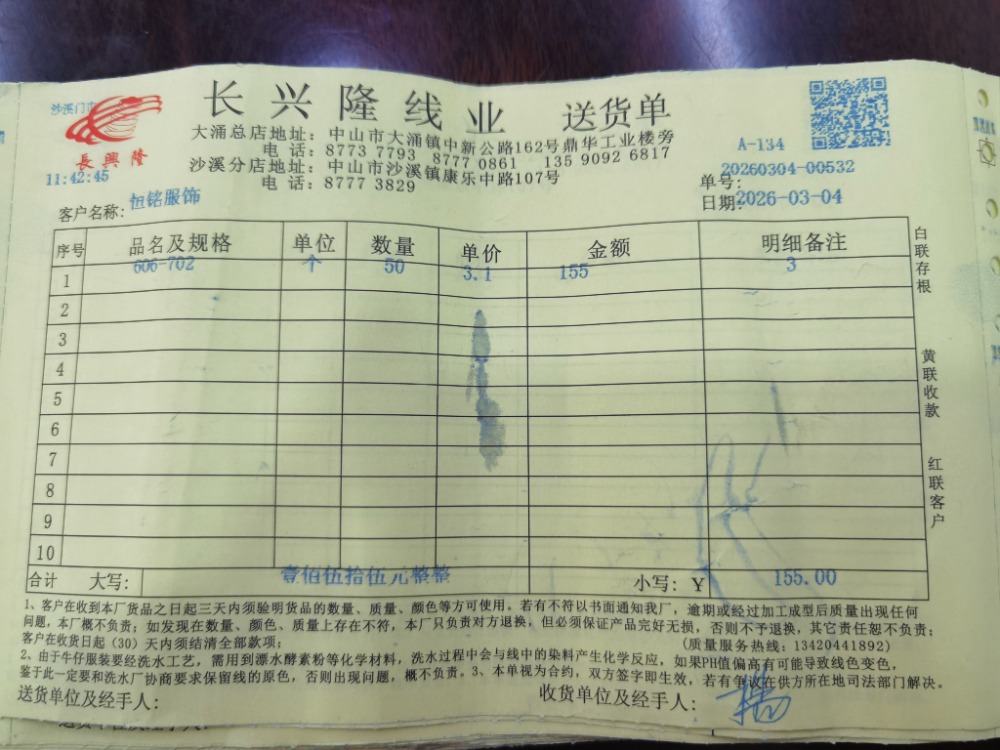 沙溪门市
長興隆
长兴隆线业 送货单
大涌总店地址: 中山市大涌镇中新公路162号鼎华工业楼旁
电话: 8773 7793 8777 0861 135 9092 6817
沙溪分店地址: 中山市沙溪镇康乐中路107号
电话: 8777 3829
A-134
11:42:45
单号: 20260304-00532
日期: 2026-03-04
客户名称: 恒铭服饰
序号 品名及规格 单位 数量 单价 金额 明细备注
1 606-702 个 50 3.1 155 3
2
3
4
5
6
7
8
9
10
合计 大写: 壹佰伍拾伍元整整 小写: ¥ 155.00
白联存根
黄联收款
红联客户
1、客户在收到本厂货品之日起三天内须验明货品的数量、质量、颜色等方可使用。若有不符以书面通知我厂，逾期或经过加工成型后质量出现任何
问题，本厂概不负责；如发现在数量、颜色、质量上存在不符，本厂只负责对方退换，但必须保证产品完好无损，否则不予退换，其它责任恕不负责；
客户在收货日起（30）天内须结清全部款项； (质量服务热线: 13420441892)
2、由于牛仔服装要经洗水工艺，需用到漂水酵素粉等化学材料，洗水过程中会与线中的染料产生化学反应，如果PH值偏高有可能导致线色变色，
鉴于此一定要和洗水厂协商要求保留线的原色，否则出现问题，概不负责。3、本单视为合约，双方签字即生效，若有争议在供方所在地司法部门解决。
送货单位及经手人: 收货单位及经手人: